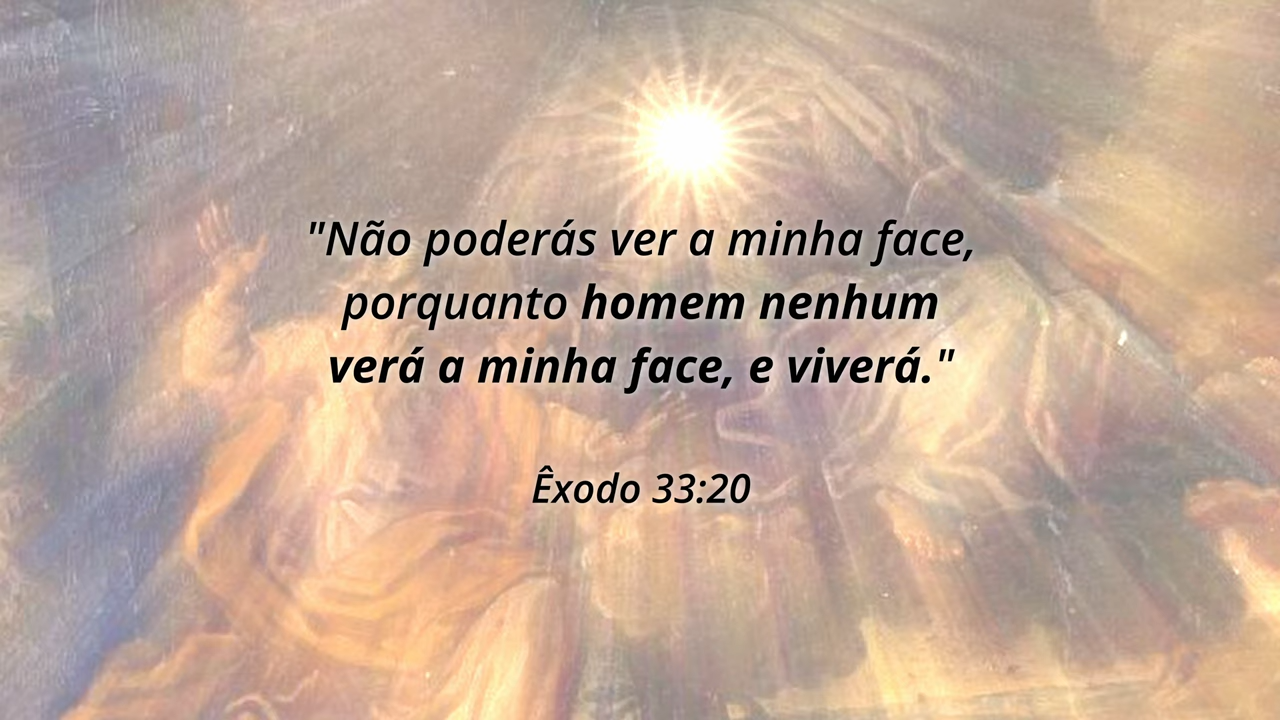 "Não poderás ver a minha face,
porquanto homem nenhum
verá a minha face, e viverá."
Êxodo 33:20